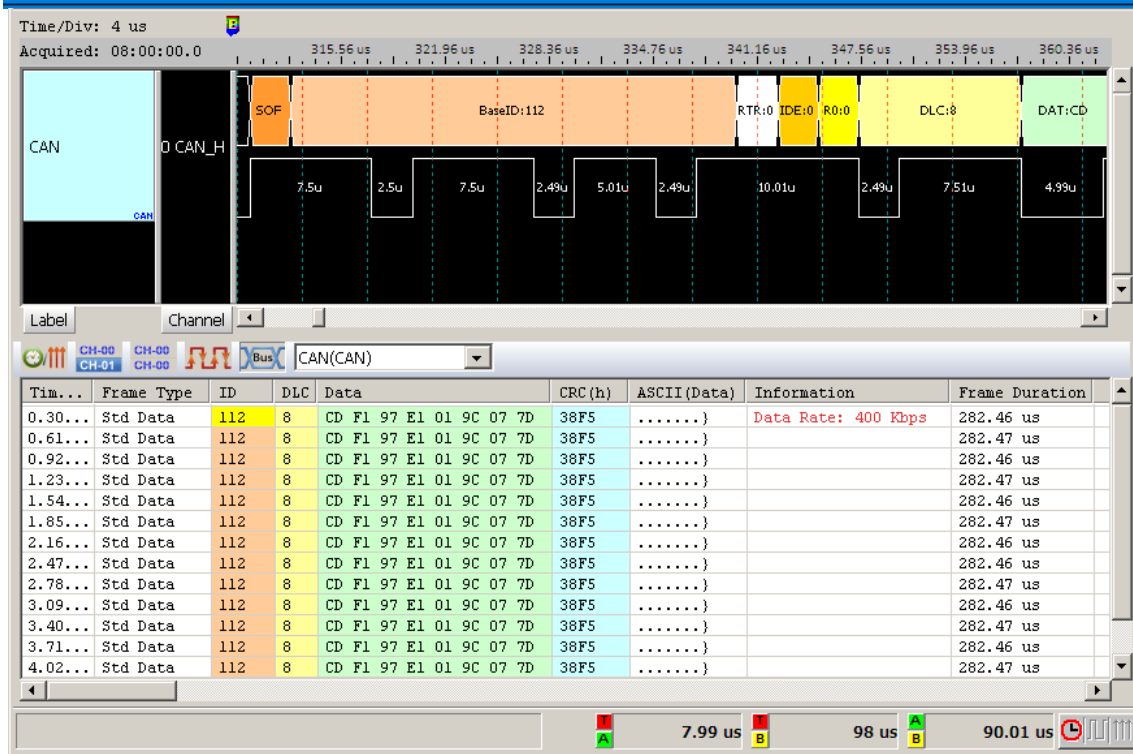 Time/Div: 4 us
Acquired: 08:00:00.0
315.56 us 321.96 us 328.36 us 334.76 us 341.16 us 347.56 us 353.96 us 360.36 us
SOF BaseID:112 RTR:0 IDE:0 R0:0 DLC:8 DAT:CD
CAN 0 CAN_H
7.5u 2.5u 7.5u 2.49u 5.01u 2.49u 10.01u 2.49u 7.51u 4.99u
CAN
Label Channel
CH-00 CH-01 CH-00 CH-00 Bus CAN(CAN)
Tim... Frame Type ID DLC Data CRC(h) ASCII(Data) Information Frame Duration
0.30... Std Data 112 8 CD F1 97 E1 01 9C 07 7D 38F5 .......} Data Rate: 400 Kbps 282.46 us
0.61... Std Data 112 8 CD F1 97 E1 01 9C 07 7D 38F5 .......} 282.47 us
0.92... Std Data 112 8 CD F1 97 E1 01 9C 07 7D 38F5 .......} 282.46 us
1.23... Std Data 112 8 CD F1 97 E1 01 9C 07 7D 38F5 .......} 282.47 us
1.54... Std Data 112 8 CD F1 97 E1 01 9C 07 7D 38F5 .......} 282.46 us
1.85... Std Data 112 8 CD F1 97 E1 01 9C 07 7D 38F5 .......} 282.47 us
2.16... Std Data 112 8 CD F1 97 E1 01 9C 07 7D 38F5 .......} 282.46 us
2.47... Std Data 112 8 CD F1 97 E1 01 9C 07 7D 38F5 .......} 282.46 us
2.78... Std Data 112 8 CD F1 97 E1 01 9C 07 7D 38F5 .......} 282.47 us
3.09... Std Data 112 8 CD F1 97 E1 01 9C 07 7D 38F5 .......} 282.46 us
3.40... Std Data 112 8 CD F1 97 E1 01 9C 07 7D 38F5 .......} 282.47 us
3.71... Std Data 112 8 CD F1 97 E1 01 9C 07 7D 38F5 .......} 282.47 us
4.02... Std Data 112 8 CD F1 97 E1 01 9C 07 7D 38F5 .......} 282.47 us
T A 7.99 us T B 98 us A B 90.01 us